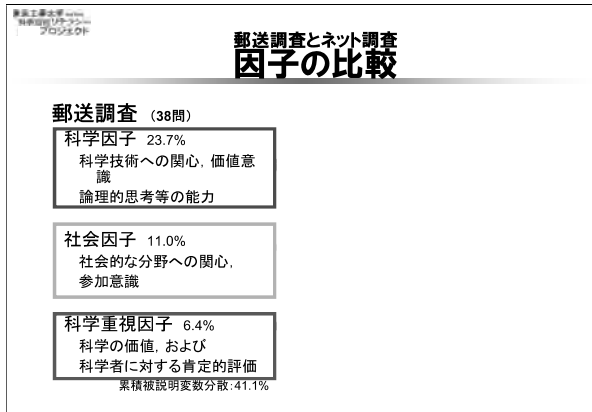 プロジェクト
郵送調査とネット調査
因子の比較
郵送調査 （38問）
科学因子 23.7%
科学技術への関心, 価値意
識
論理的思考等の能力
社会因子 11.0%
社会的な分野への関心,
参加意識
科学重視因子 6.4%
科学の価値, および
科学者に対する肯定的評価
累積被説明変数分散:41.1%